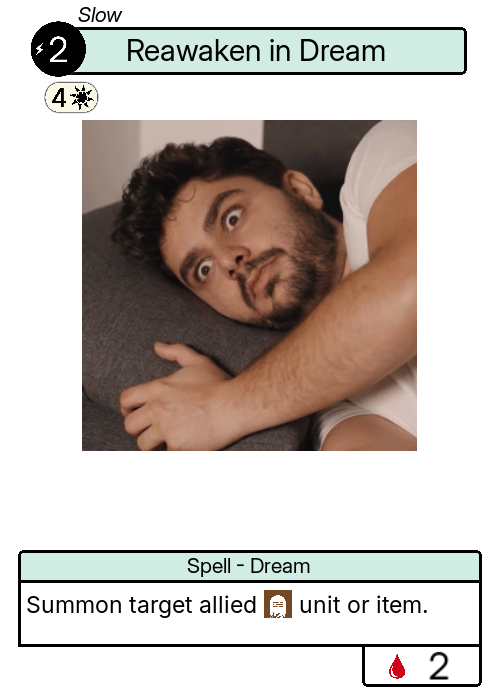 Slow
2
Reawaken in Dream
4
Spell - Dream
Summon target allied unit or item.
2